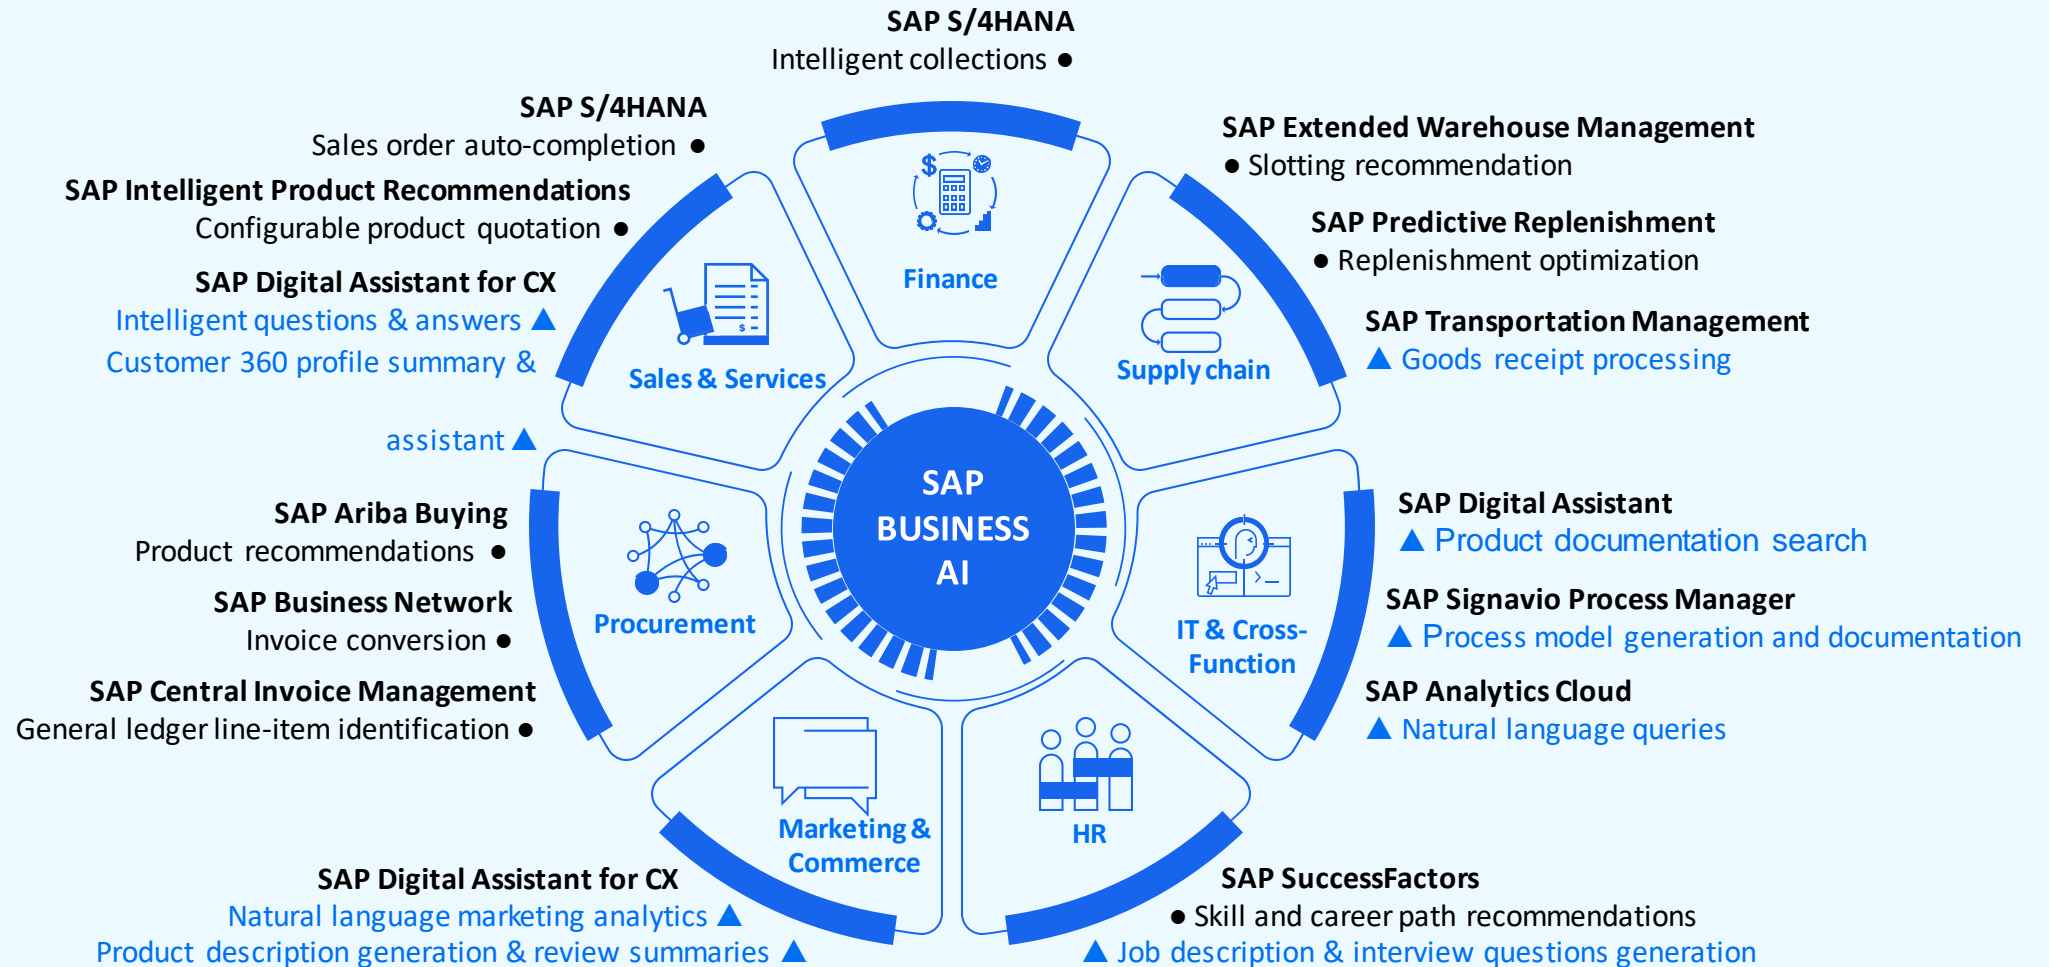 SAP S/4HANA
Intelligent collections ●
SAP S/4HANA
Sales order auto-completion ●
SAP Intelligent Product Recommendations
Configurable product quotation ●
SAP Digital Assistant for CX
Intelligent questions & answers ▲
Customer 360 profile summary &
assistant ▲
SAP Extended Warehouse Management
● Slotting recommendation
SAP Predictive Replenishment
● Replenishment optimization
SAP Transportation Management
▲ Goods receipt processing
$
Finance
$
Sales & Services
Supply chain
SAP
BUSINESS
AI
SAP Ariba Buying
Product recommendations ●
SAP Business Network
Invoice conversion ●
SAP Central Invoice Management
General ledger line-item identification ●
Procurement
IT & Cross-
Function
SAP Digital Assistant
▲ Product documentation search
SAP Signavio Process Manager
▲ Process model generation and documentation
SAP Analytics Cloud
▲ Natural language queries
Marketing &
Commerce
HR
SAP Digital Assistant for CX
Natural language marketing analytics ▲
Product description generation & review summaries ▲
SAP SuccessFactors
● Skill and career path recommendations
▲ Job description & interview questions generation